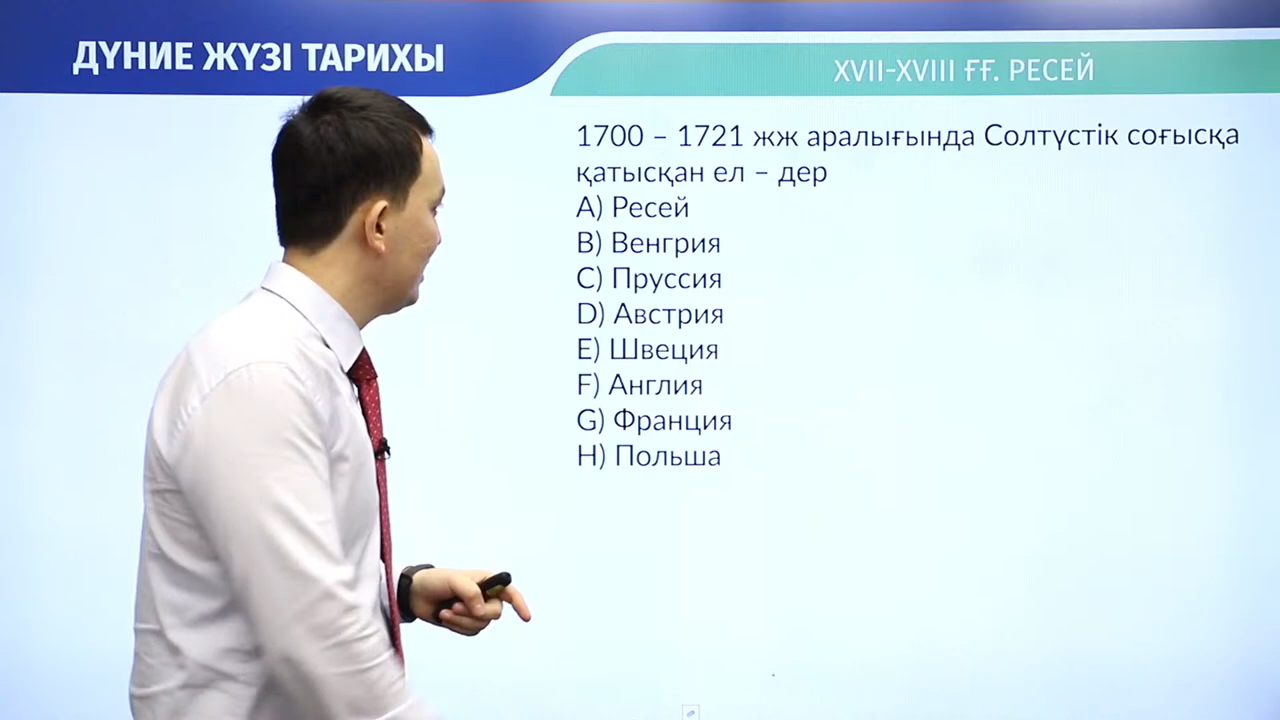 ДҮНИЕ ЖҮЗІ ТАРИХЫ
XVII-XVIII ҒҒ. РЕСЕЙ
1700 – 1721 жж аралығында Солтүстік соғысқа
қатысқан ел – дер
A) Ресей
B) Венгрия
C) Пруссия
D) Австрия
E) Швеция
F) Англия
G) Франция
H) Польша